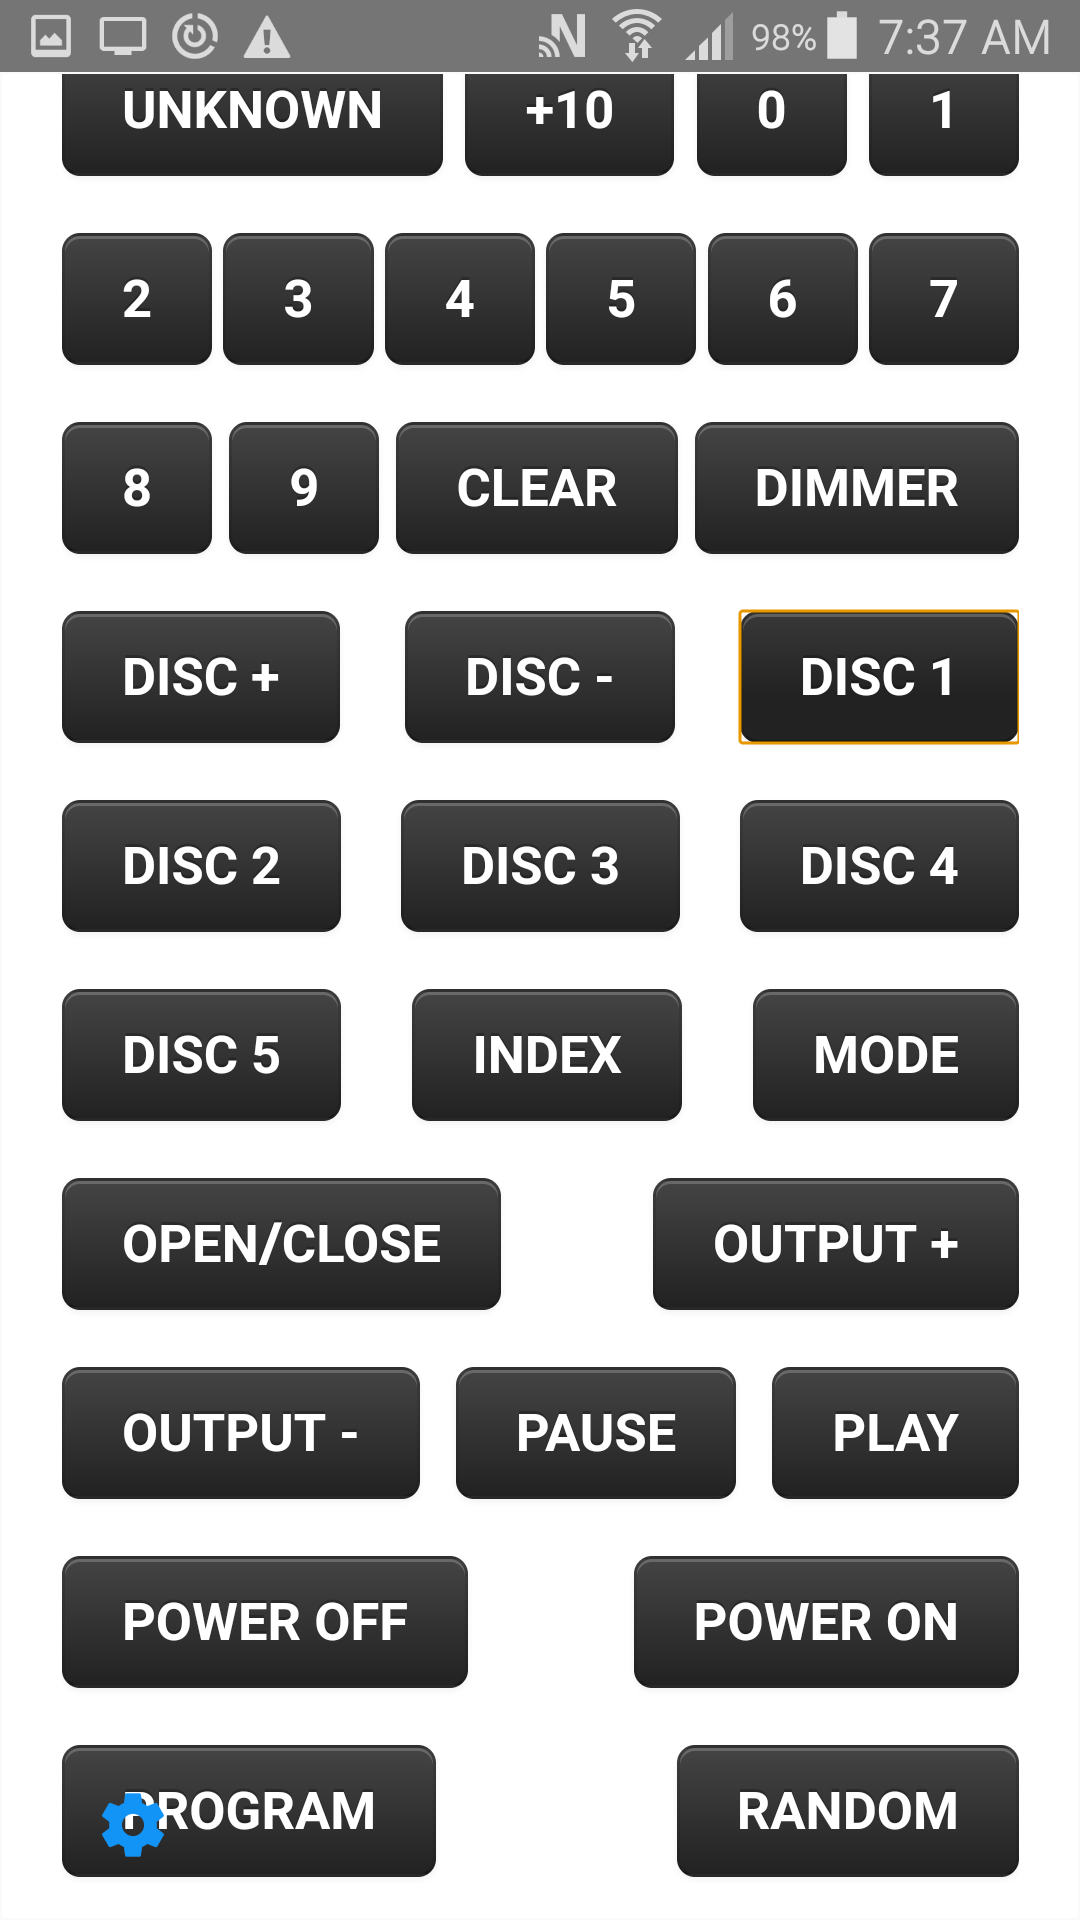 98% 7:37 AM
UNKNOWN +10 0 1
2 3 4 5 6 7
8 9 CLEAR DIMMER
DISC + DISC - DISC 1
DISC 2 DISC 3 DISC 4
DISC 5 INDEX MODE
OPEN/CLOSE OUTPUT +
OUTPUT - PAUSE PLAY
POWER OFF POWER ON
PROGRAM RANDOM